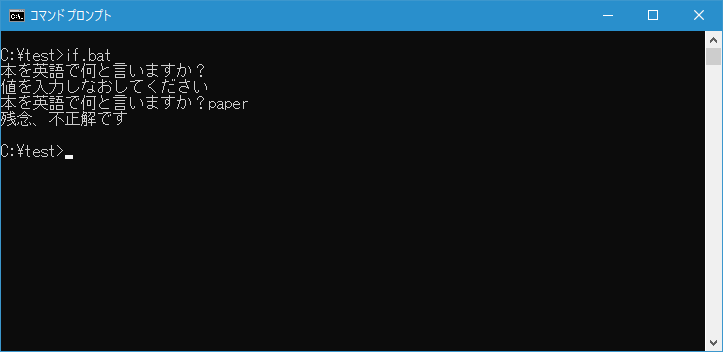 コマンドプロンプト
C:¥test>if.bat
本を英語で何と言いますか？
値を入力しなおしてください
本を英語で何と言いますか？paper
残念、不正解です
C:¥test>